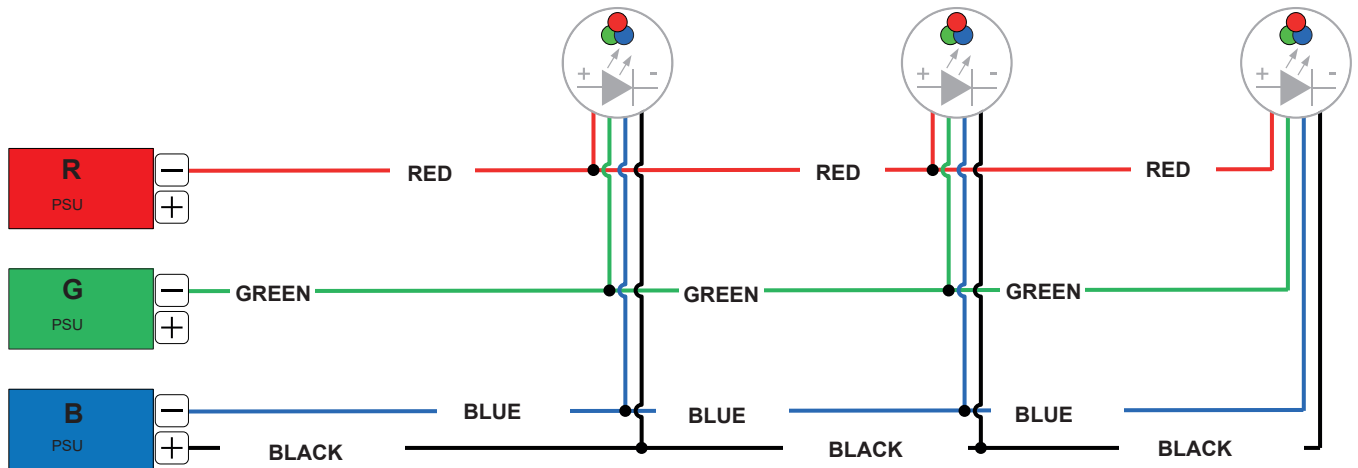 + -
+ -
+ -
R
PSU
−
+
RED
RED
RED
G
PSU
−
+
GREEN
GREEN
GREEN
B
PSU
−
+
BLUE
BLUE
BLUE
BLACK
BLACK
BLACK